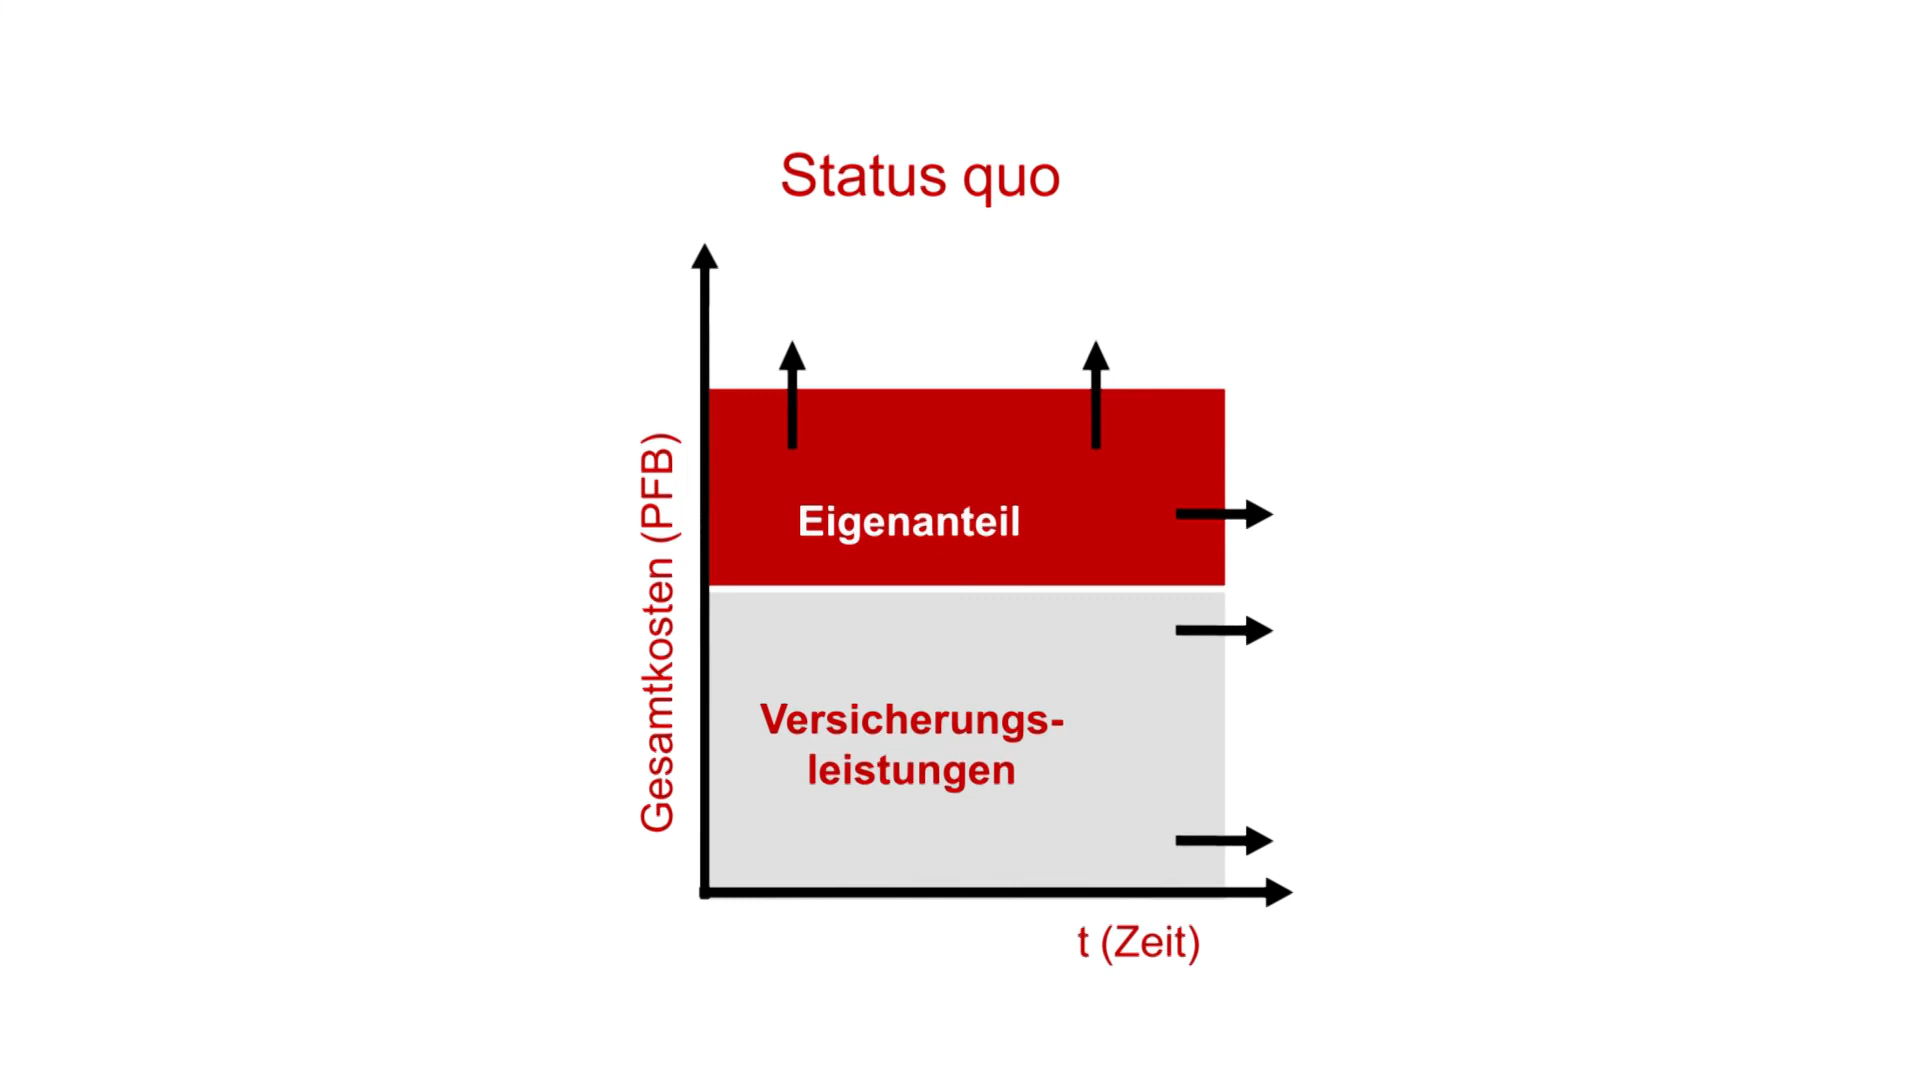 Status quo
Gesamtkosten (PFB)
Eigenanteil
Versicherungs-
leistungen
t (Zeit)